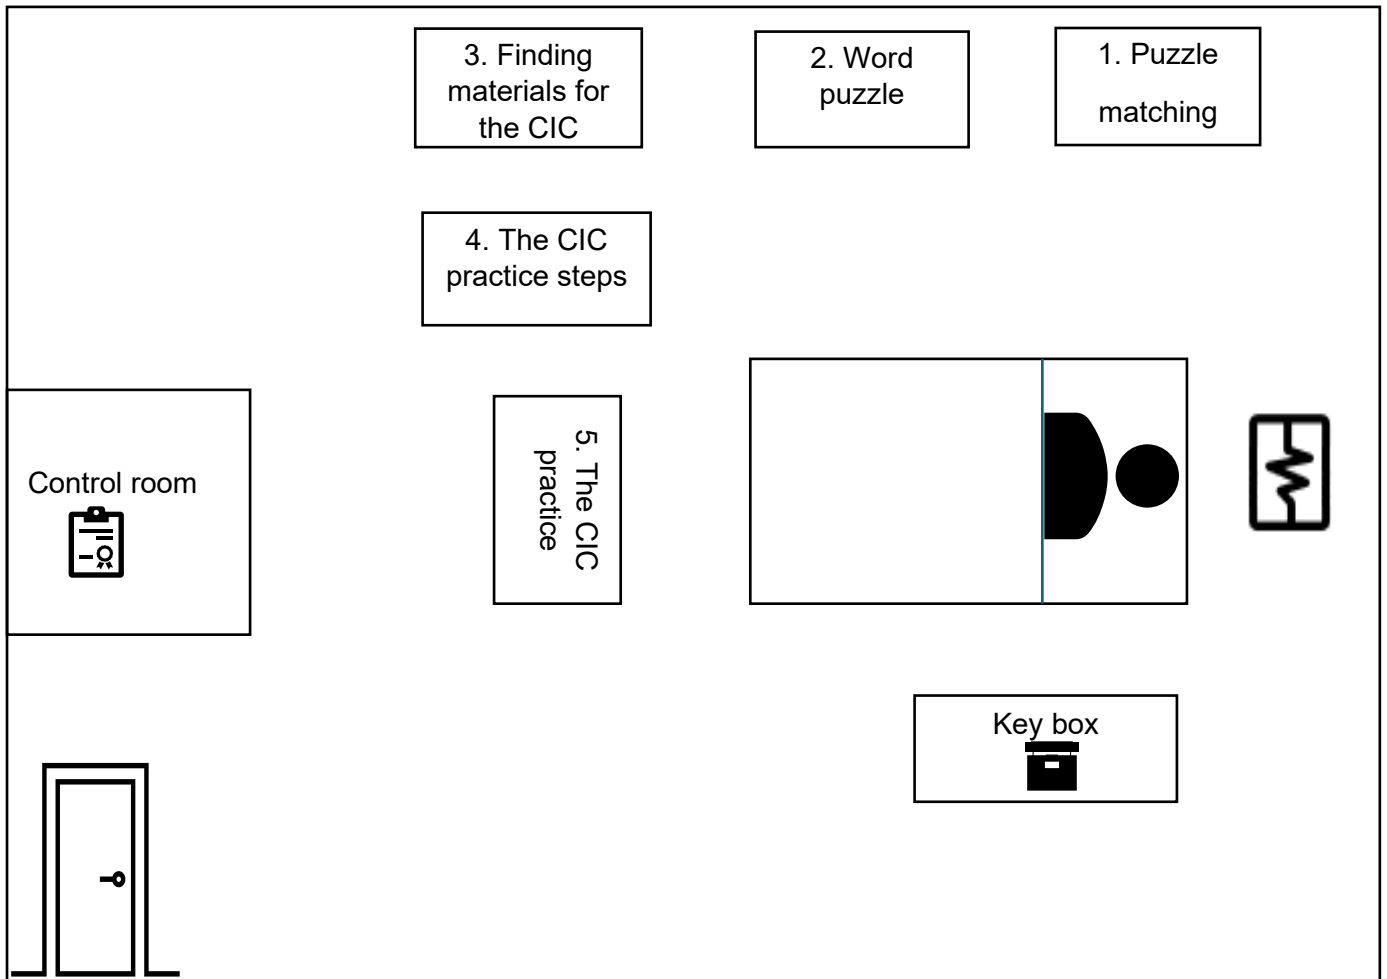 3. Finding
materials for
the CIC
2. Word
puzzle
1. Puzzle
matching
4. The CIC
practice steps
5. The CIC
practice
Control room
Key box